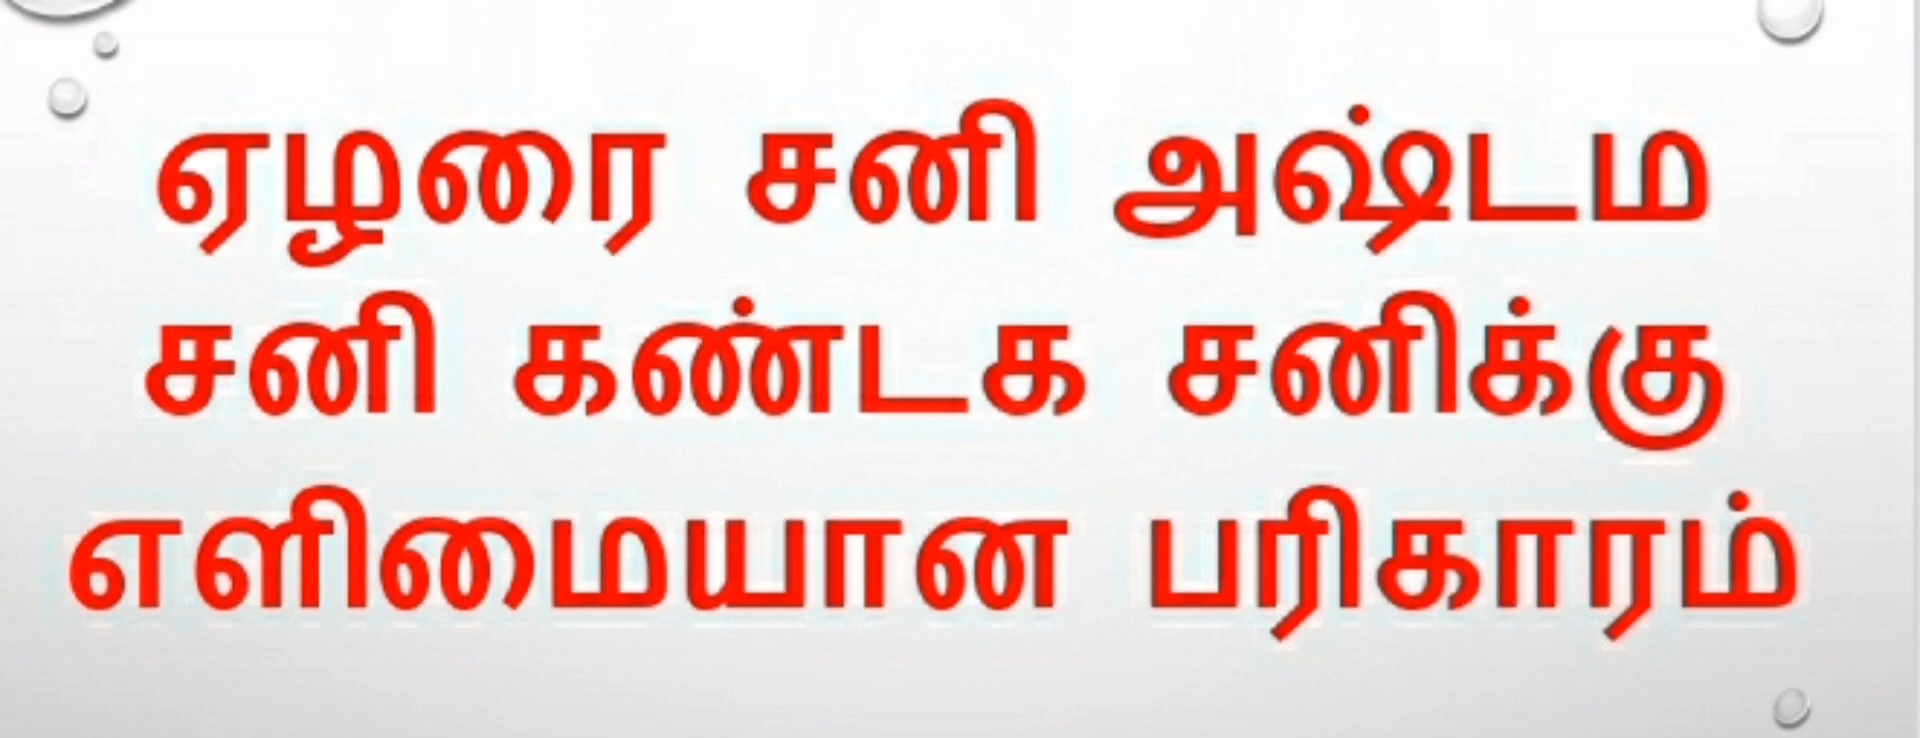 ஏழரை சனி அஷ்டம
சனி கண்டக சனிக்கு
எளிமையான பரிகாரம்